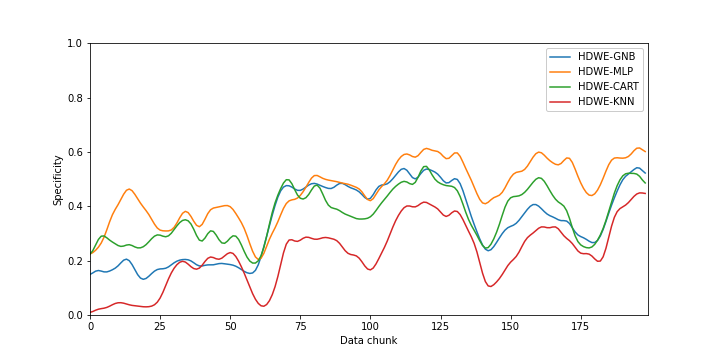 1.0
0.8
0.6
0.4
0.2
0.0
Specificity
HDWE-GNB
HDWE-MLP
HDWE-CART
HDWE-KNN
0 25 50 75 100 125 150 175
Data chunk